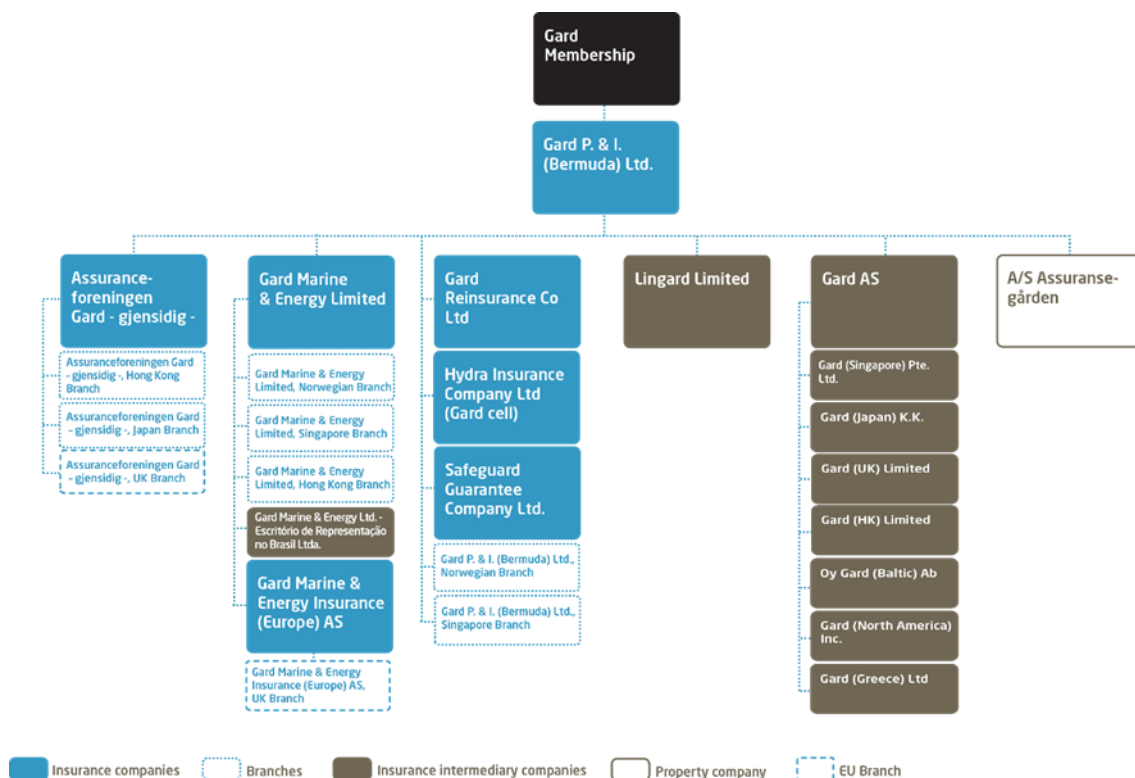 Gard
Membership
Gard P. & I.
(Bermuda) Ltd.
Assurance-
foreningen
Gard - gjensidig -
Assuranceforeningen Gard
- gjensidig -, Hong Kong
Branch
Assuranceforeningen Gard
- gjensidig -, Japan Branch
Assuranceforeningen Gard
- gjensidig -, UK Branch
Gard Marine
& Energy Limited
Gard Marine & Energy
Limited, Norwegian Branch
Gard Marine & Energy
Limited, Singapore Branch
Gard Marine & Energy
Limited, Hong Kong Branch
Gard Marine & Energy Ltd. -
Escritório de Representação
no Brasil Ltda.
Gard Marine &
Energy Insurance
(Europe) AS
Gard Marine & Energy
Insurance (Europe) AS,
UK Branch
Gard
Reinsurance Co
Ltd
Hydra Insurance
Company Ltd
(Gard cell)
Safeguard
Guarantee
Company Ltd.
Gard P. & I. (Bermuda) Ltd.,
Norwegian Branch
Gard P. & I. (Bermuda) Ltd.,
Singapore Branch
Lingard Limited
Gard AS
Gard (Singapore) Pte.
Ltd.
Gard (Japan) K.K.
Gard (UK) Limited
Gard (HK) Limited
Oy Gard (Baltic) Ab
Gard (North America)
Inc.
Gard (Greece) Ltd
A/S Assuranse-
gården
Insurance companies
Branches
Insurance intermediary companies
Property company
EU Branch